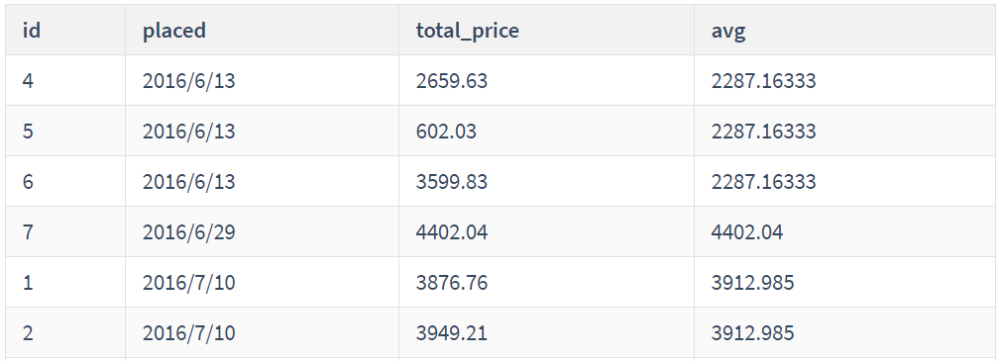 id placed total_price avg
4 2016/6/13 2659.63 2287.16333
5 2016/6/13 602.03 2287.16333
6 2016/6/13 3599.83 2287.16333
7 2016/6/29 4402.04 4402.04
1 2016/7/10 3876.76 3912.985
2 2016/7/10 3949.21 3912.985